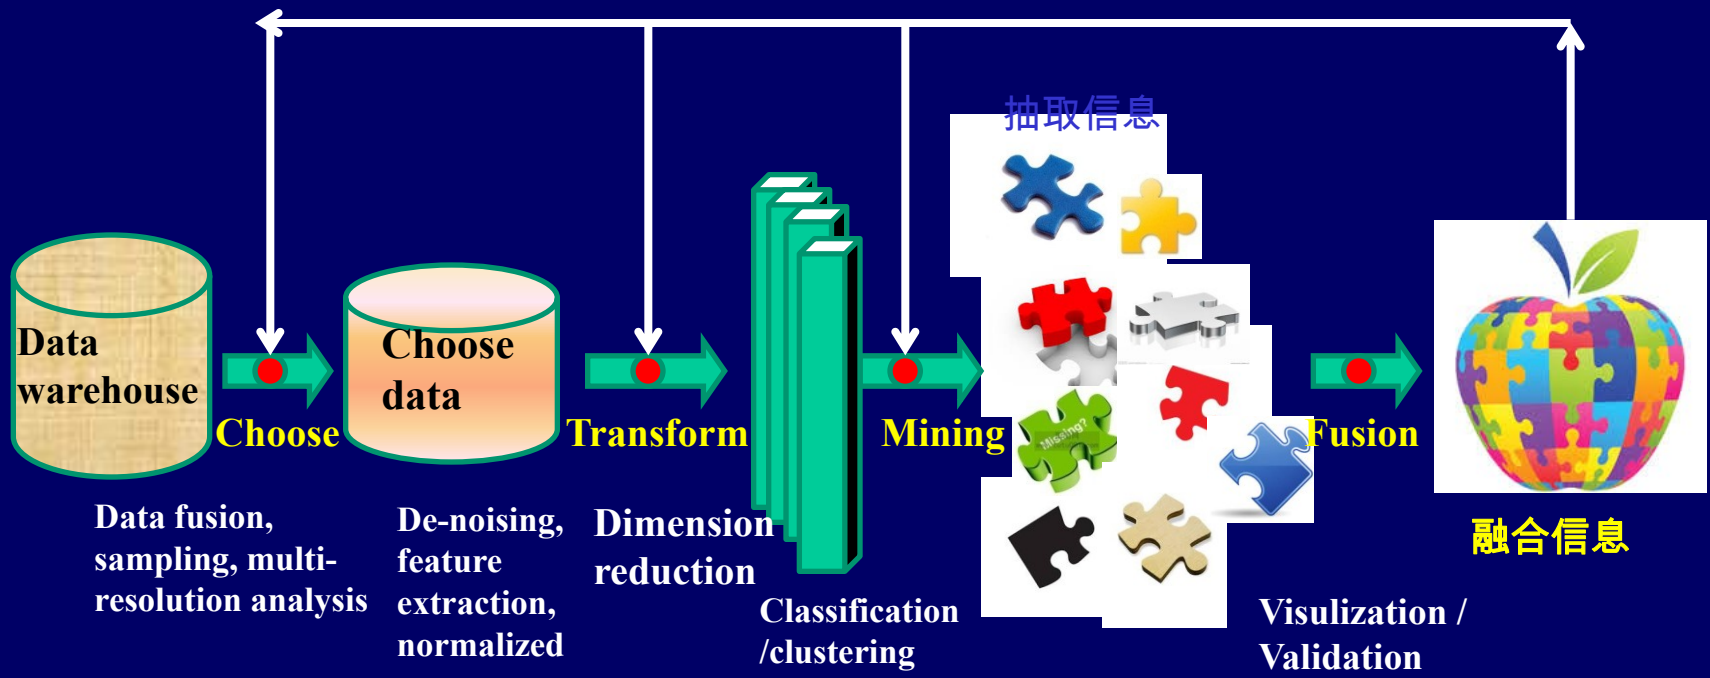 抽取信息
Data
warehouse
Choose
Choose
data
Transform
Mining
Missing?
Fusion
融合信息
Data fusion,
sampling, multi-
resolution analysis
De-noising,
feature
extraction,
normalized
Dimension
reduction
Classification
/clustering
Visulization /
Validation